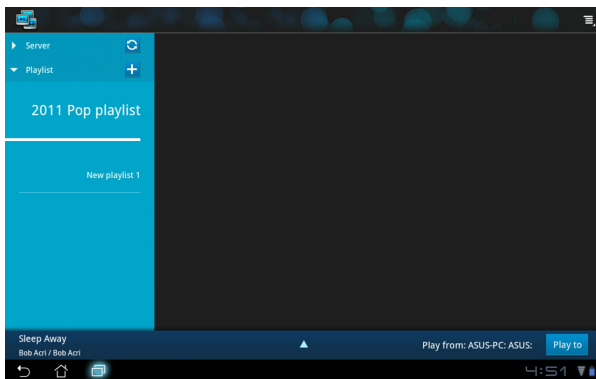 Server
Playlist
2011 Pop playlist
New playlist 1
Sleep Away
Bob Acri / Bob Acri
Play from: ASUS-PC: ASUS:
Play to
4:51